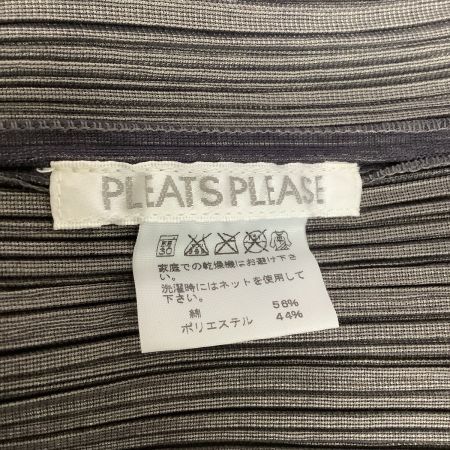 PLEATS PLEASE
家庭での乾燥機はお避け下さ
い。
洗濯時にはネットを使用して
下さい。
綿 56%
ポリエステル 44%